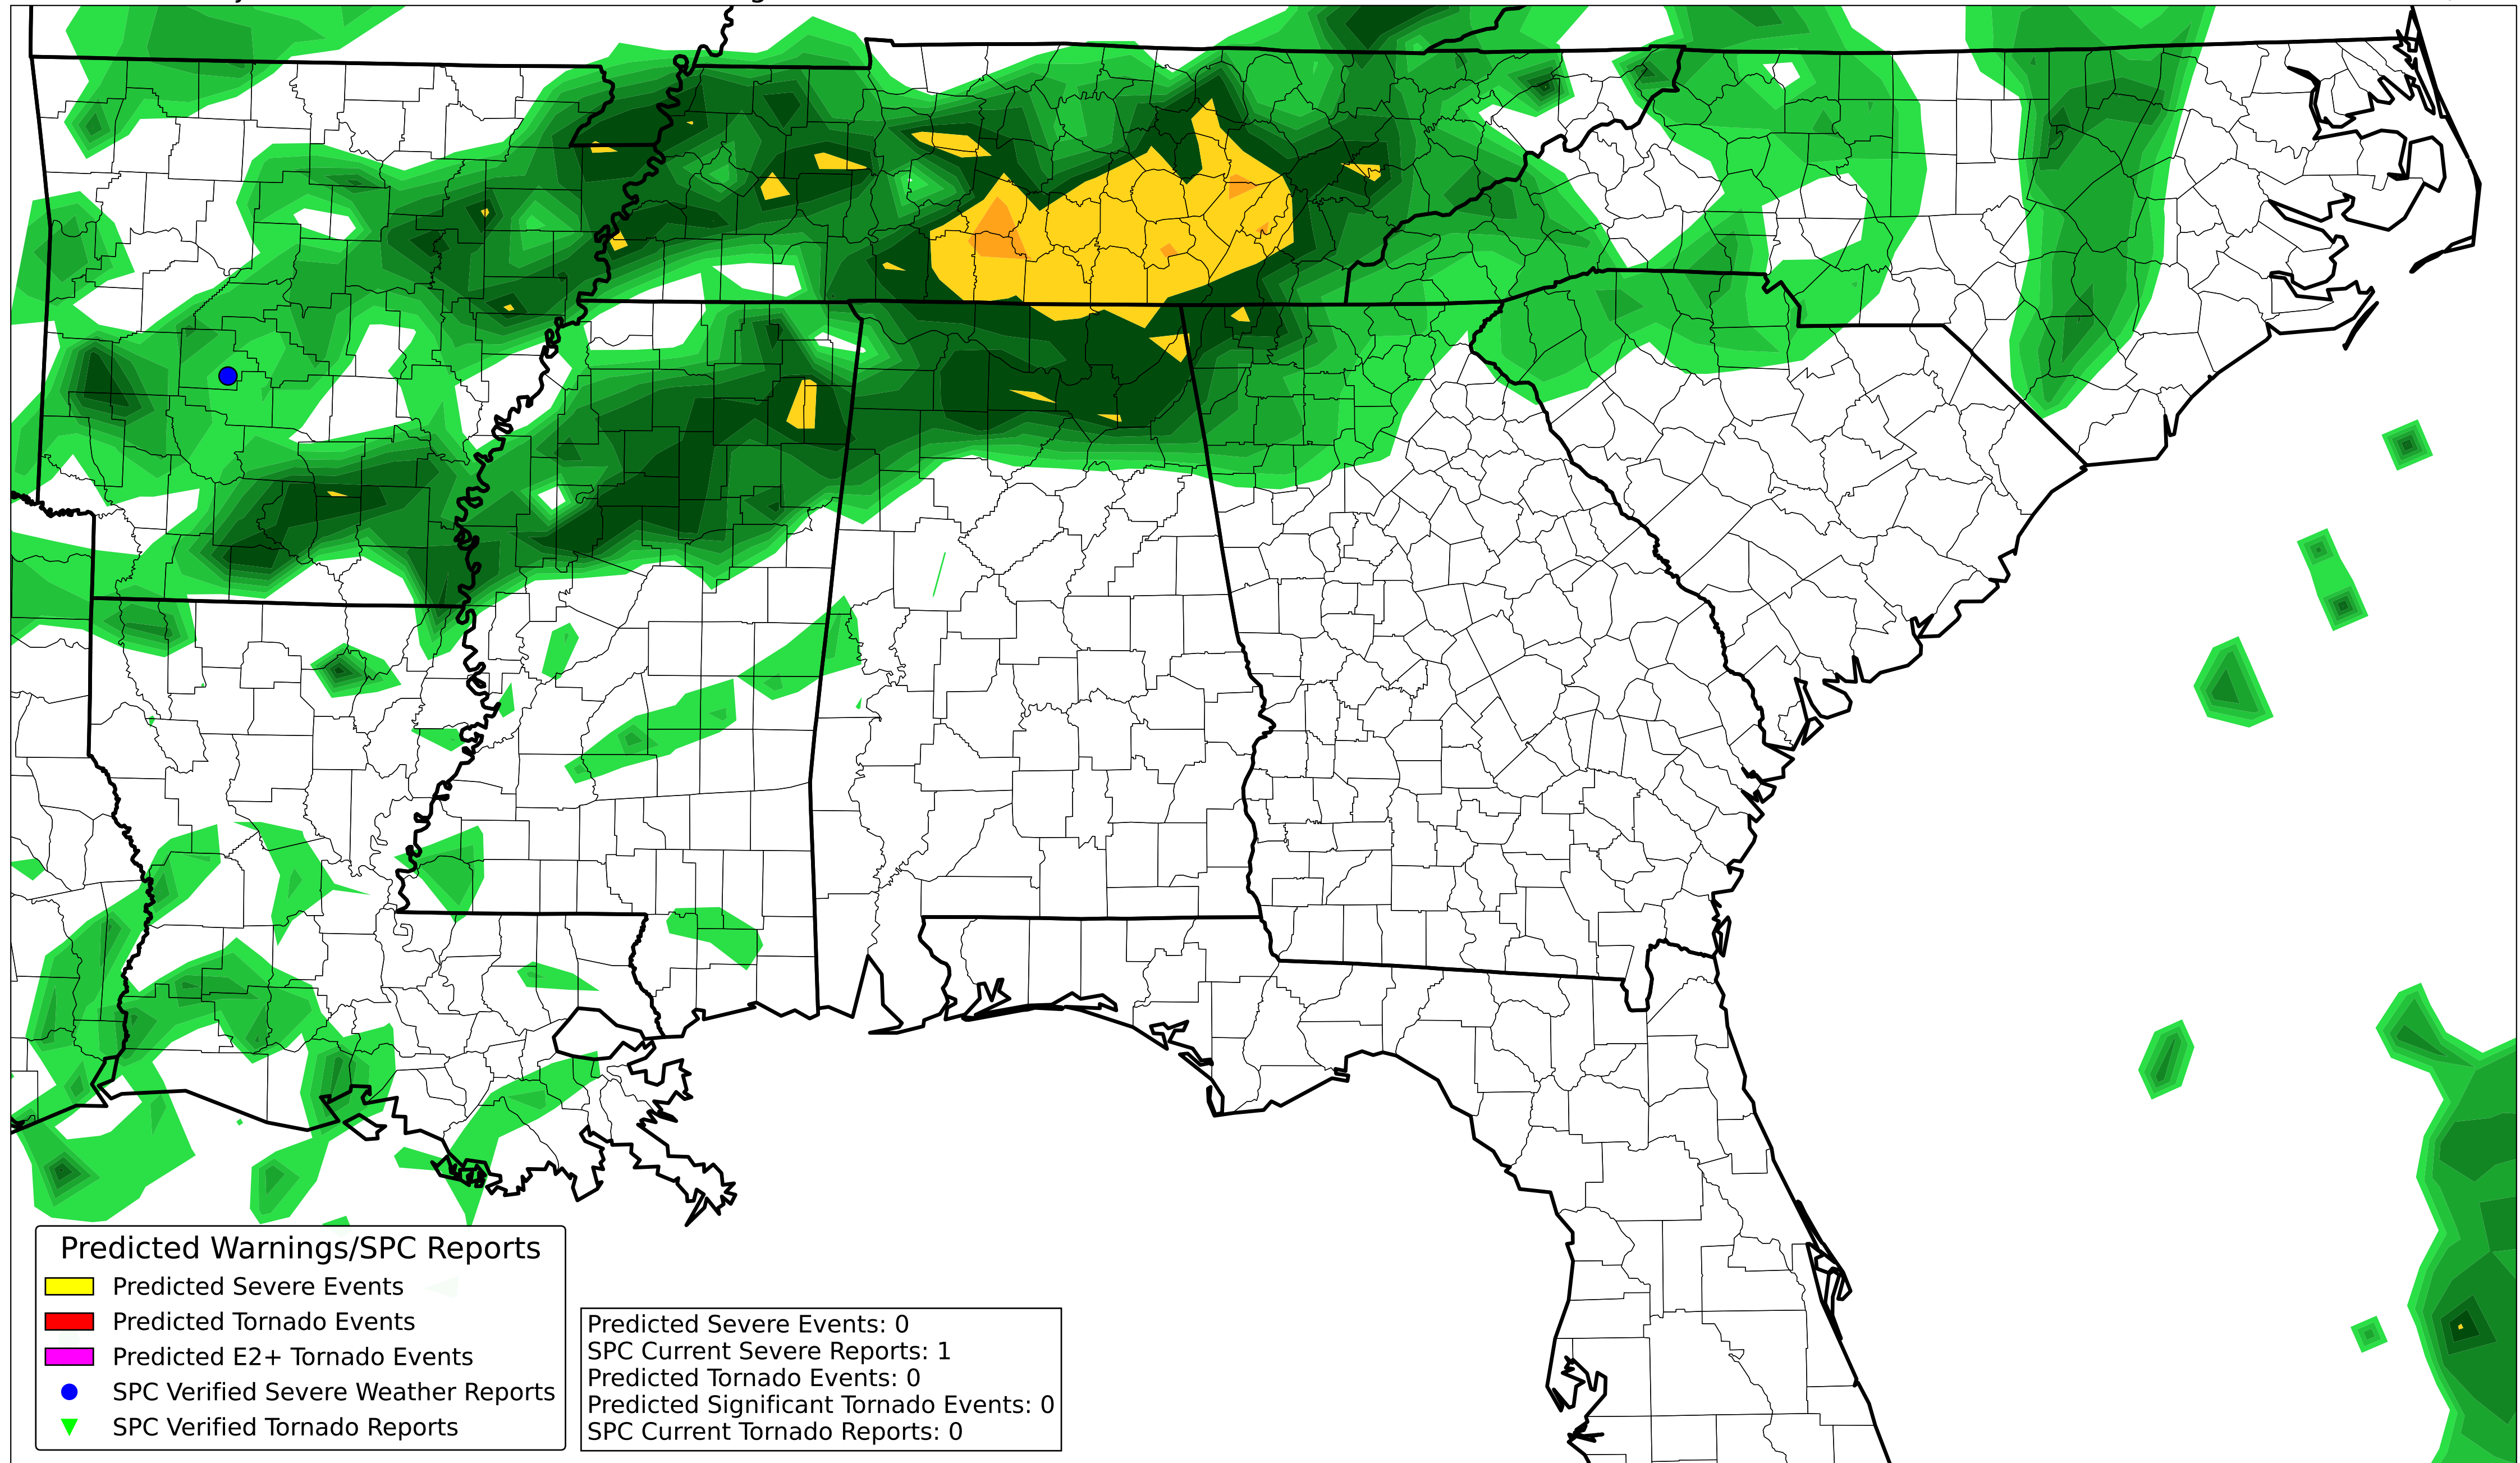 Predicted Warnings/SPC Reports
Predicted Severe Events
Predicted Tornado Events
Predicted E2+ Tornado Events
SPC Verified Severe Weather Reports
SPC Verified Tornado Reports
Predicted Severe Events: 0
SPC Current Severe Reports: 1
Predicted Tornado Events: 0
Predicted Significant Tornado Events: 0
SPC Current Tornado Reports: 0